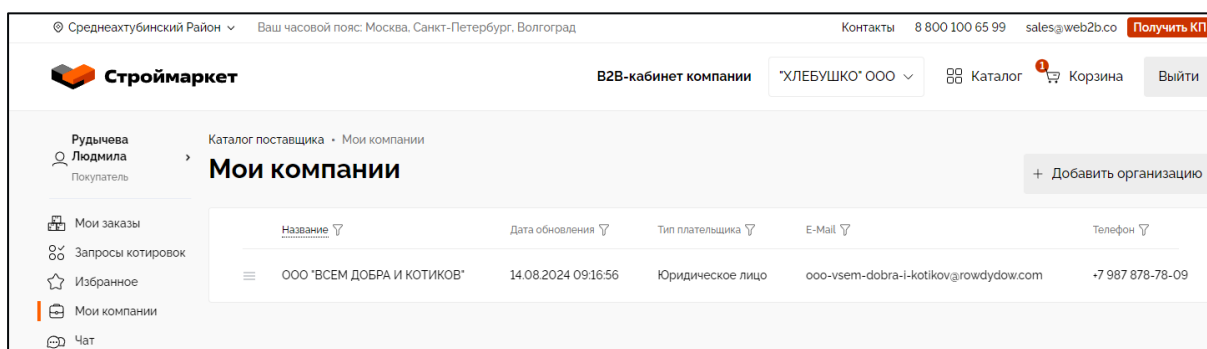 Среднеахтубинский Район Ваш часовой пояс: Москва, Санкт-Петербург, Волгоград Контакты 8 800 100 65 99 sales@web2b.co Получить КП
Строймаркет B2B-кабинет компании "ХЛЕБУШКО" ООО Каталог 1 Корзина Выйти
Рудычева
Людмила
Покупатель
Каталог поставщика • Мои компании
Мои компании
+ Добавить организацию
Мои заказы
Запросы котировок
Избранное
Мои компании
Чат
Название Дата обновления Тип плательщика E-Mail Телефон
ООО "ВСЕМ ДОБРА И КОТИКОВ" 14.08.2024 09:16:56 Юридическое лицо ooo-vsem-dobra-i-kotikov@rowdydow.com +7 987 878-78-09